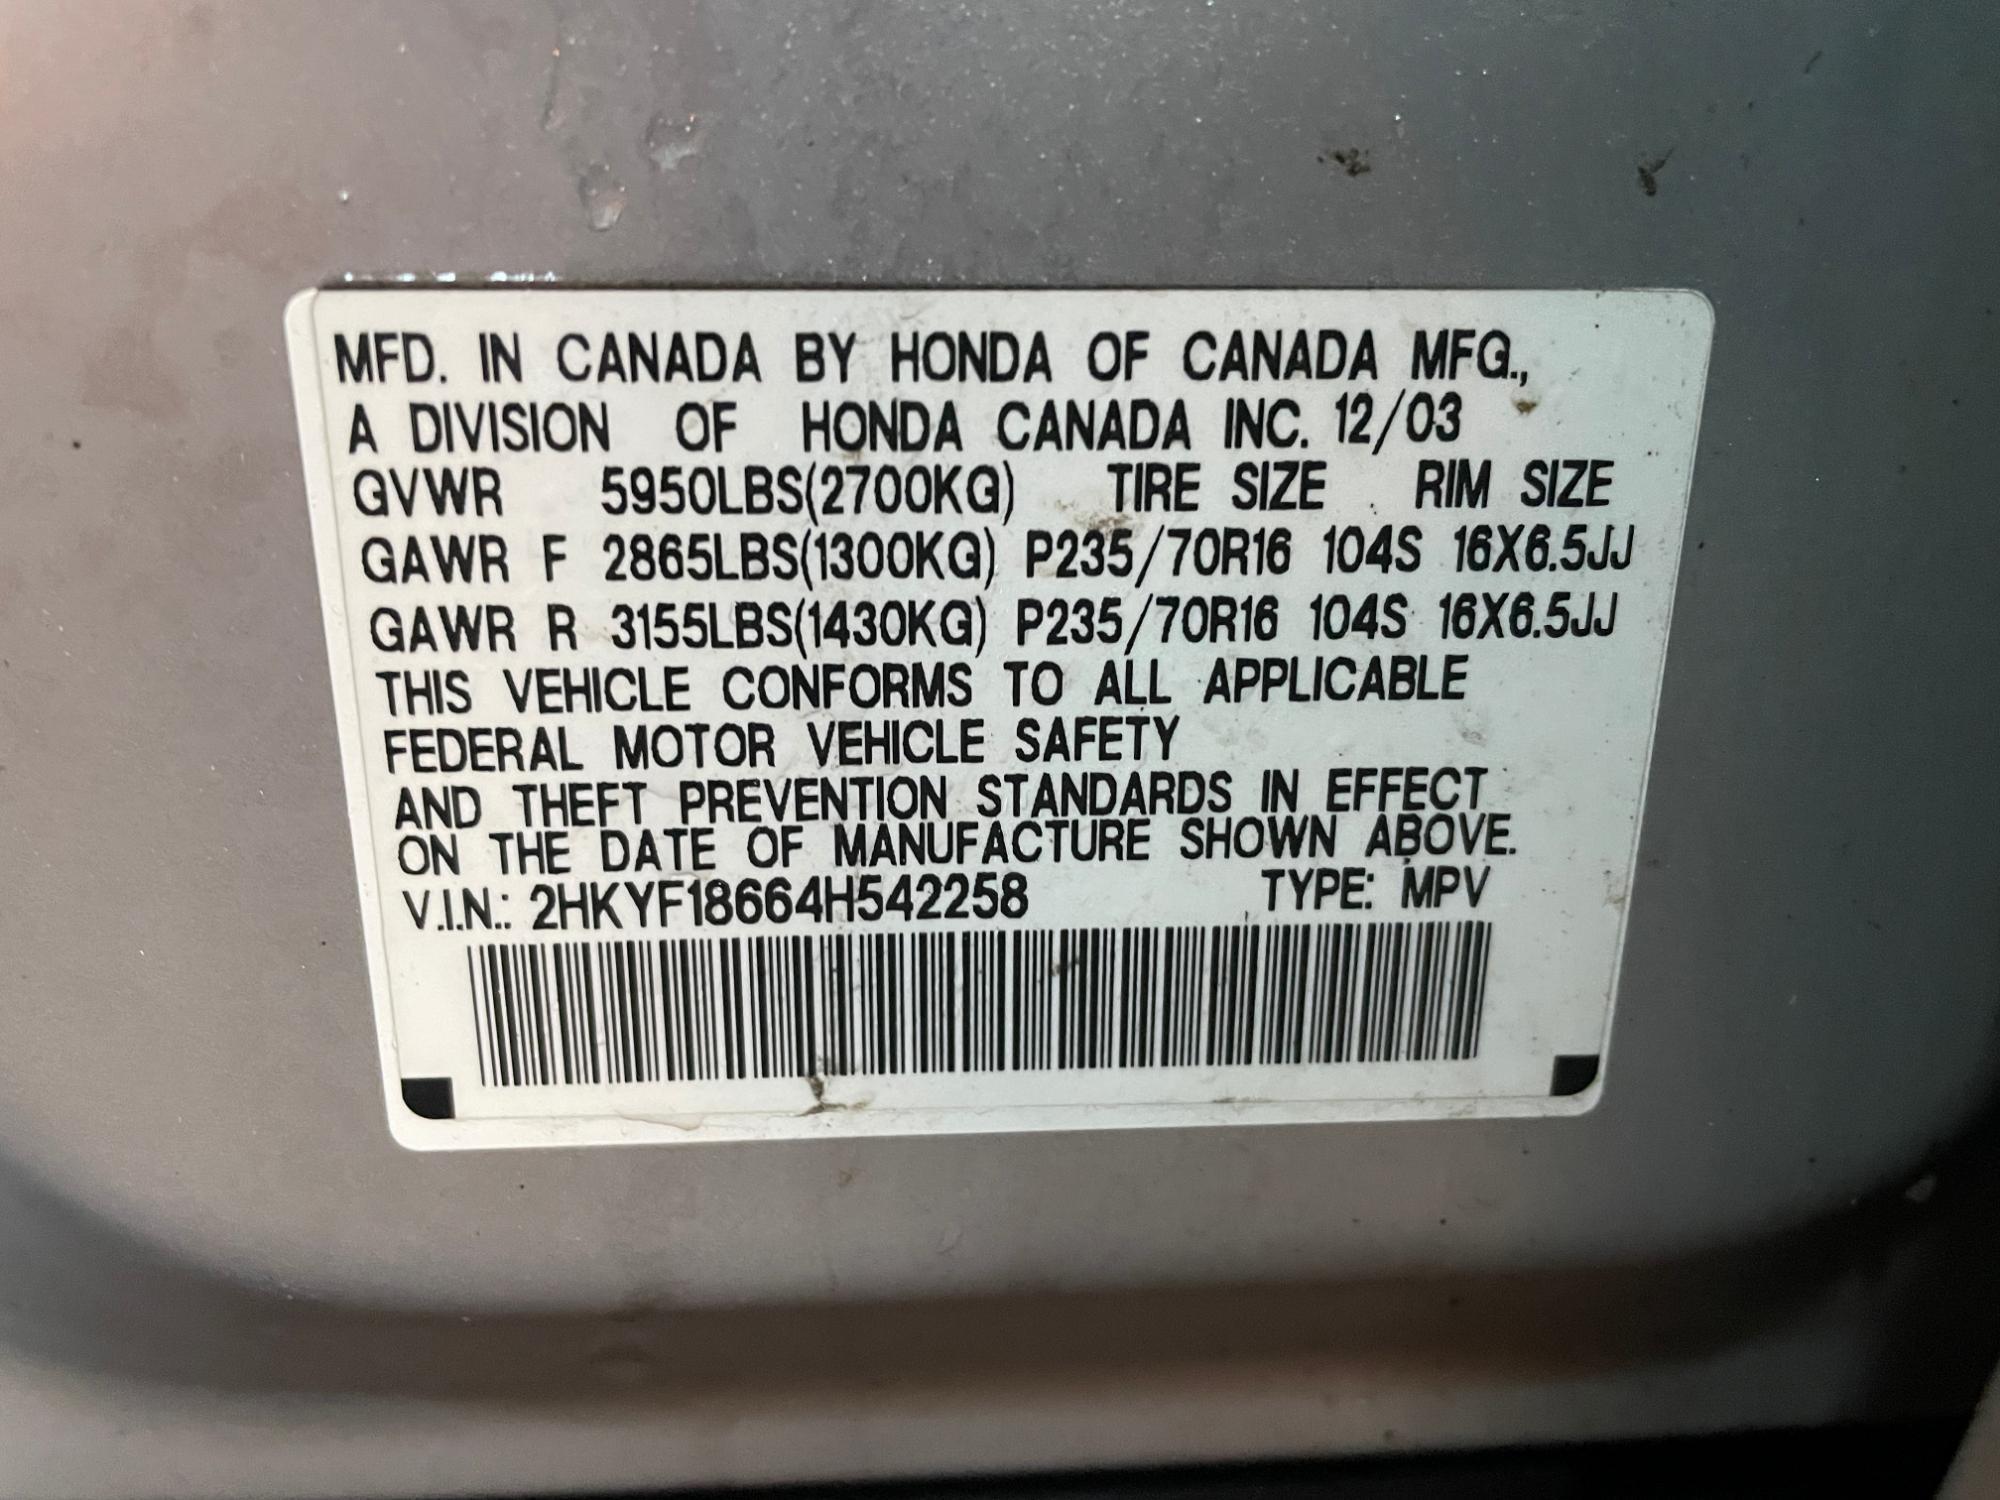 MFD. IN CANADA BY HONDA OF CANADA MFG.,
A DIVISION OF HONDA CANADA INC. 12/03
GVWR 5950LBS(2700KG) TIRE SIZE RIM SIZE
GAWR F 2865LBS(1300KG) P235/70R16 104S 16X6.5JJ
GAWR R 3155LBS(1430KG) P235/70R16 104S 16X6.5JJ
THIS VEHICLE CONFORMS TO ALL APPLICABLE
FEDERAL MOTOR VEHICLE SAFETY
AND THEFT PREVENTION STANDARDS IN EFFECT
ON THE DATE OF MANUFACTURE SHOWN ABOVE.
V.I.N.: 2HKYF18664H542258 TYPE: MPV